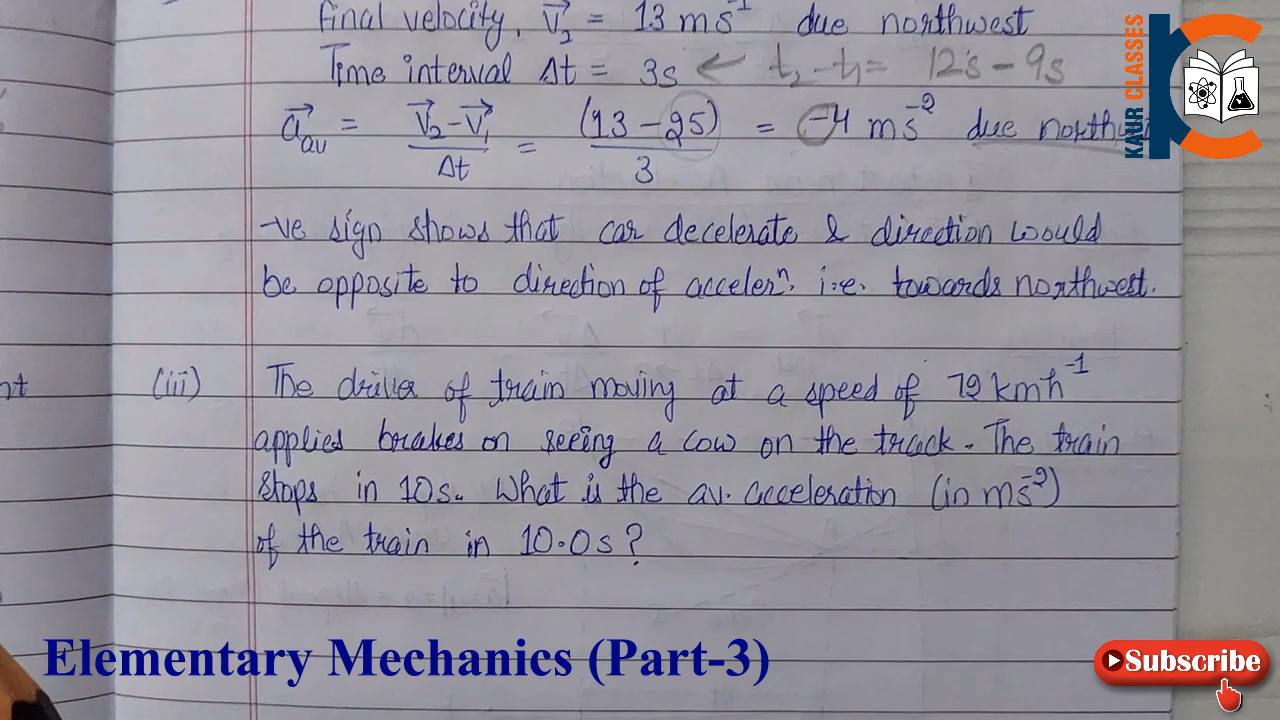 final velocity, v⃗₂ = 13 ms⁻¹ due northwest
Time interval Δt = 3s ← t₂ - t₁ = 12s - 9s
a⃗av = (v⃗₂ - v⃗₁)/Δt = (13 - 25)/3 = -4 ms⁻² due
-ve sign shows that car decelerate & direction would
be opposite to direction of accelerⁿ. i.e. towards northwest.
(iii) The driver of train moving at a speed of 72 kmh⁻¹
applies brakes on seeing a cow on the track. The train
stops in 10s. What is the av. acceleration (in ms⁻²)
of the train in 10.0s?
KAUR CLASSES
Elementary Mechanics (Part-3)
Subscribe